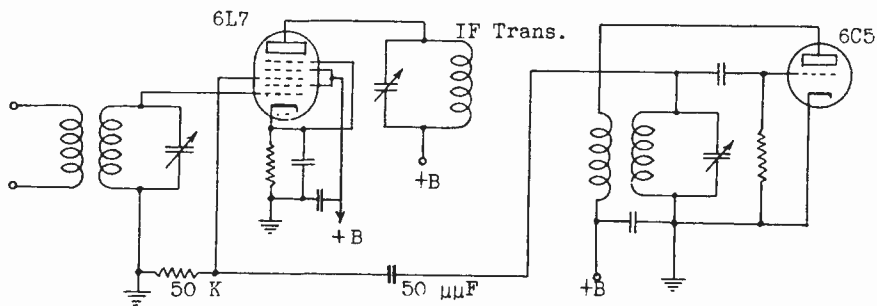 6L7
IF Trans.
6C5
+B
+B
50 K
50 μμF
+B